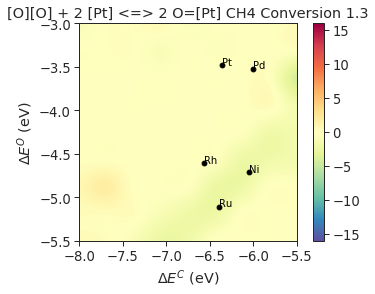 [O][O] + 2 [Pt] <=> 2 O=[Pt] CH4 Conversion 1.3
−3.0
−3.5
−4.0
−4.5
−5.0
−5.5
ΔE^O (eV)
Pt
Pd
Rh
Ni
Ru
−8.0 −7.5 −7.0 −6.5 −6.0 −5.5
ΔE^C (eV)
15
10
5
0
−5
−10
−15